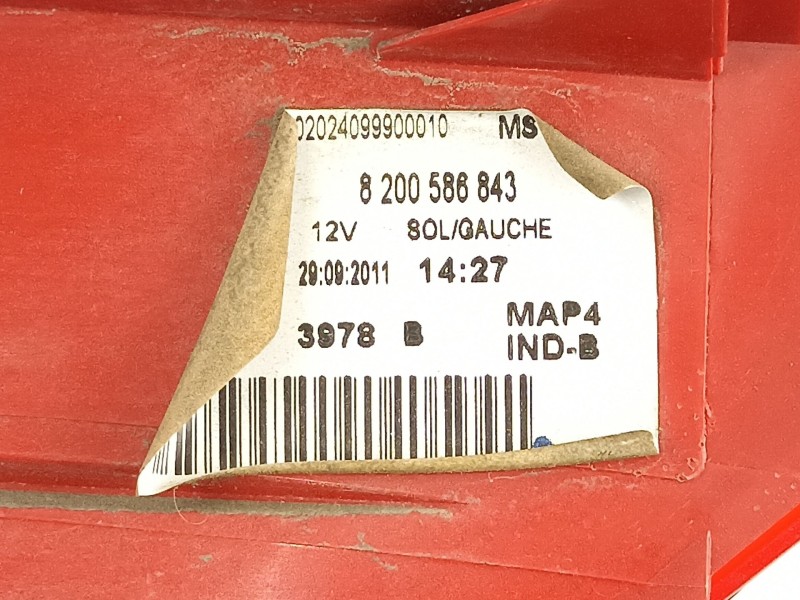 02024099900010 MS
8 200 586 843
12V SOL/GAUCHE
29:09:2011 14:27
3978 B MAP4
IND-B